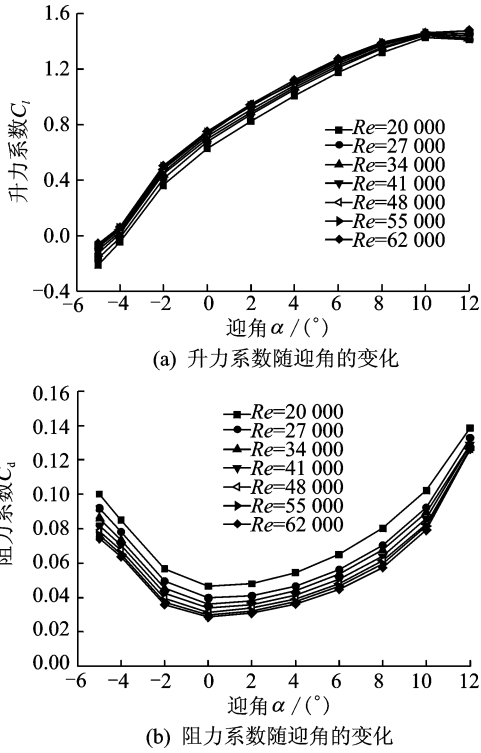 1.6
1.2
0.8
0.4
0.0
−0.4
升力系数Cl
Re=20 000
Re=27 000
Re=34 000
Re=41 000
Re=48 000
Re=55 000
Re=62 000
−6 −4 −2 0 2 4 6 8 10 12
迎角α/(°)
(a) 升力系数随迎角的变化
0.16
0.14
0.12
0.10
0.08
0.06
0.04
0.02
0.00
阻力系数Cd
Re=20 000
Re=27 000
Re=34 000
Re=41 000
Re=48 000
Re=55 000
Re=62 000
−6 −4 −2 0 2 4 6 8 10 12
迎角α/(°)
(b) 阻力系数随迎角的变化